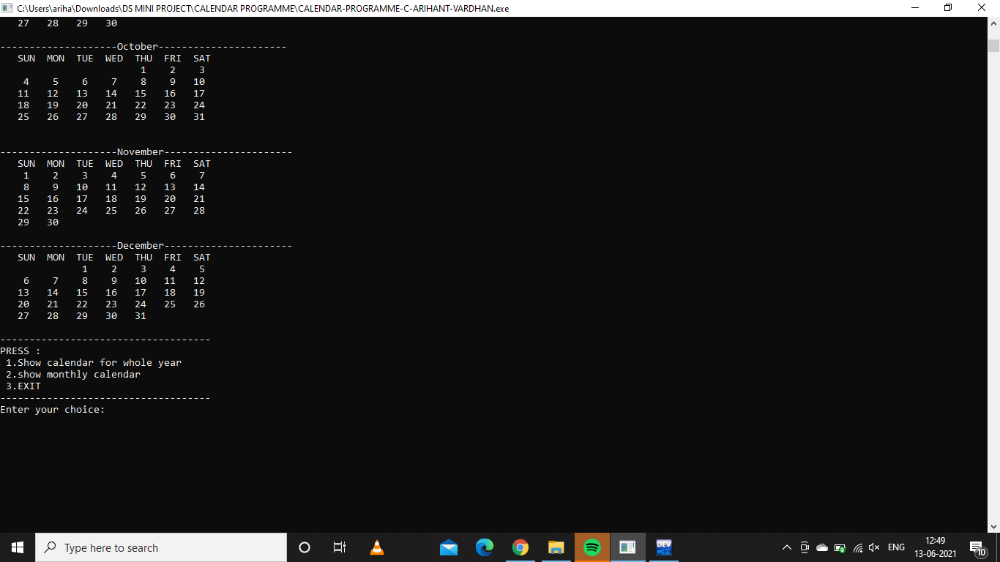 C:\Users\ariha\Downloads\DS MINI PROJECT\CALENDAR PROGRAMME\CALENDAR-PROGRAMME-C-ARIHANT-VARDHAN.exe
27 28 29 30
--------------------October----------------------
SUN MON TUE WED THU FRI SAT
1 2 3
4 5 6 7 8 9 10
11 12 13 14 15 16 17
18 19 20 21 22 23 24
25 26 27 28 29 30 31
--------------------November----------------------
SUN MON TUE WED THU FRI SAT
1 2 3 4 5 6 7
8 9 10 11 12 13 14
15 16 17 18 19 20 21
22 23 24 25 26 27 28
29 30
--------------------December----------------------
SUN MON TUE WED THU FRI SAT
1 2 3 4 5
6 7 8 9 10 11 12
13 14 15 16 17 18 19
20 21 22 23 24 25 26
27 28 29 30 31
------------------------------------
PRESS :
1.Show calendar for whole year
2.show monthly calendar
3.EXIT
------------------------------------
Enter your choice:
Type here to search
DEV
C++
ENG
12:49
13-06-2021
10